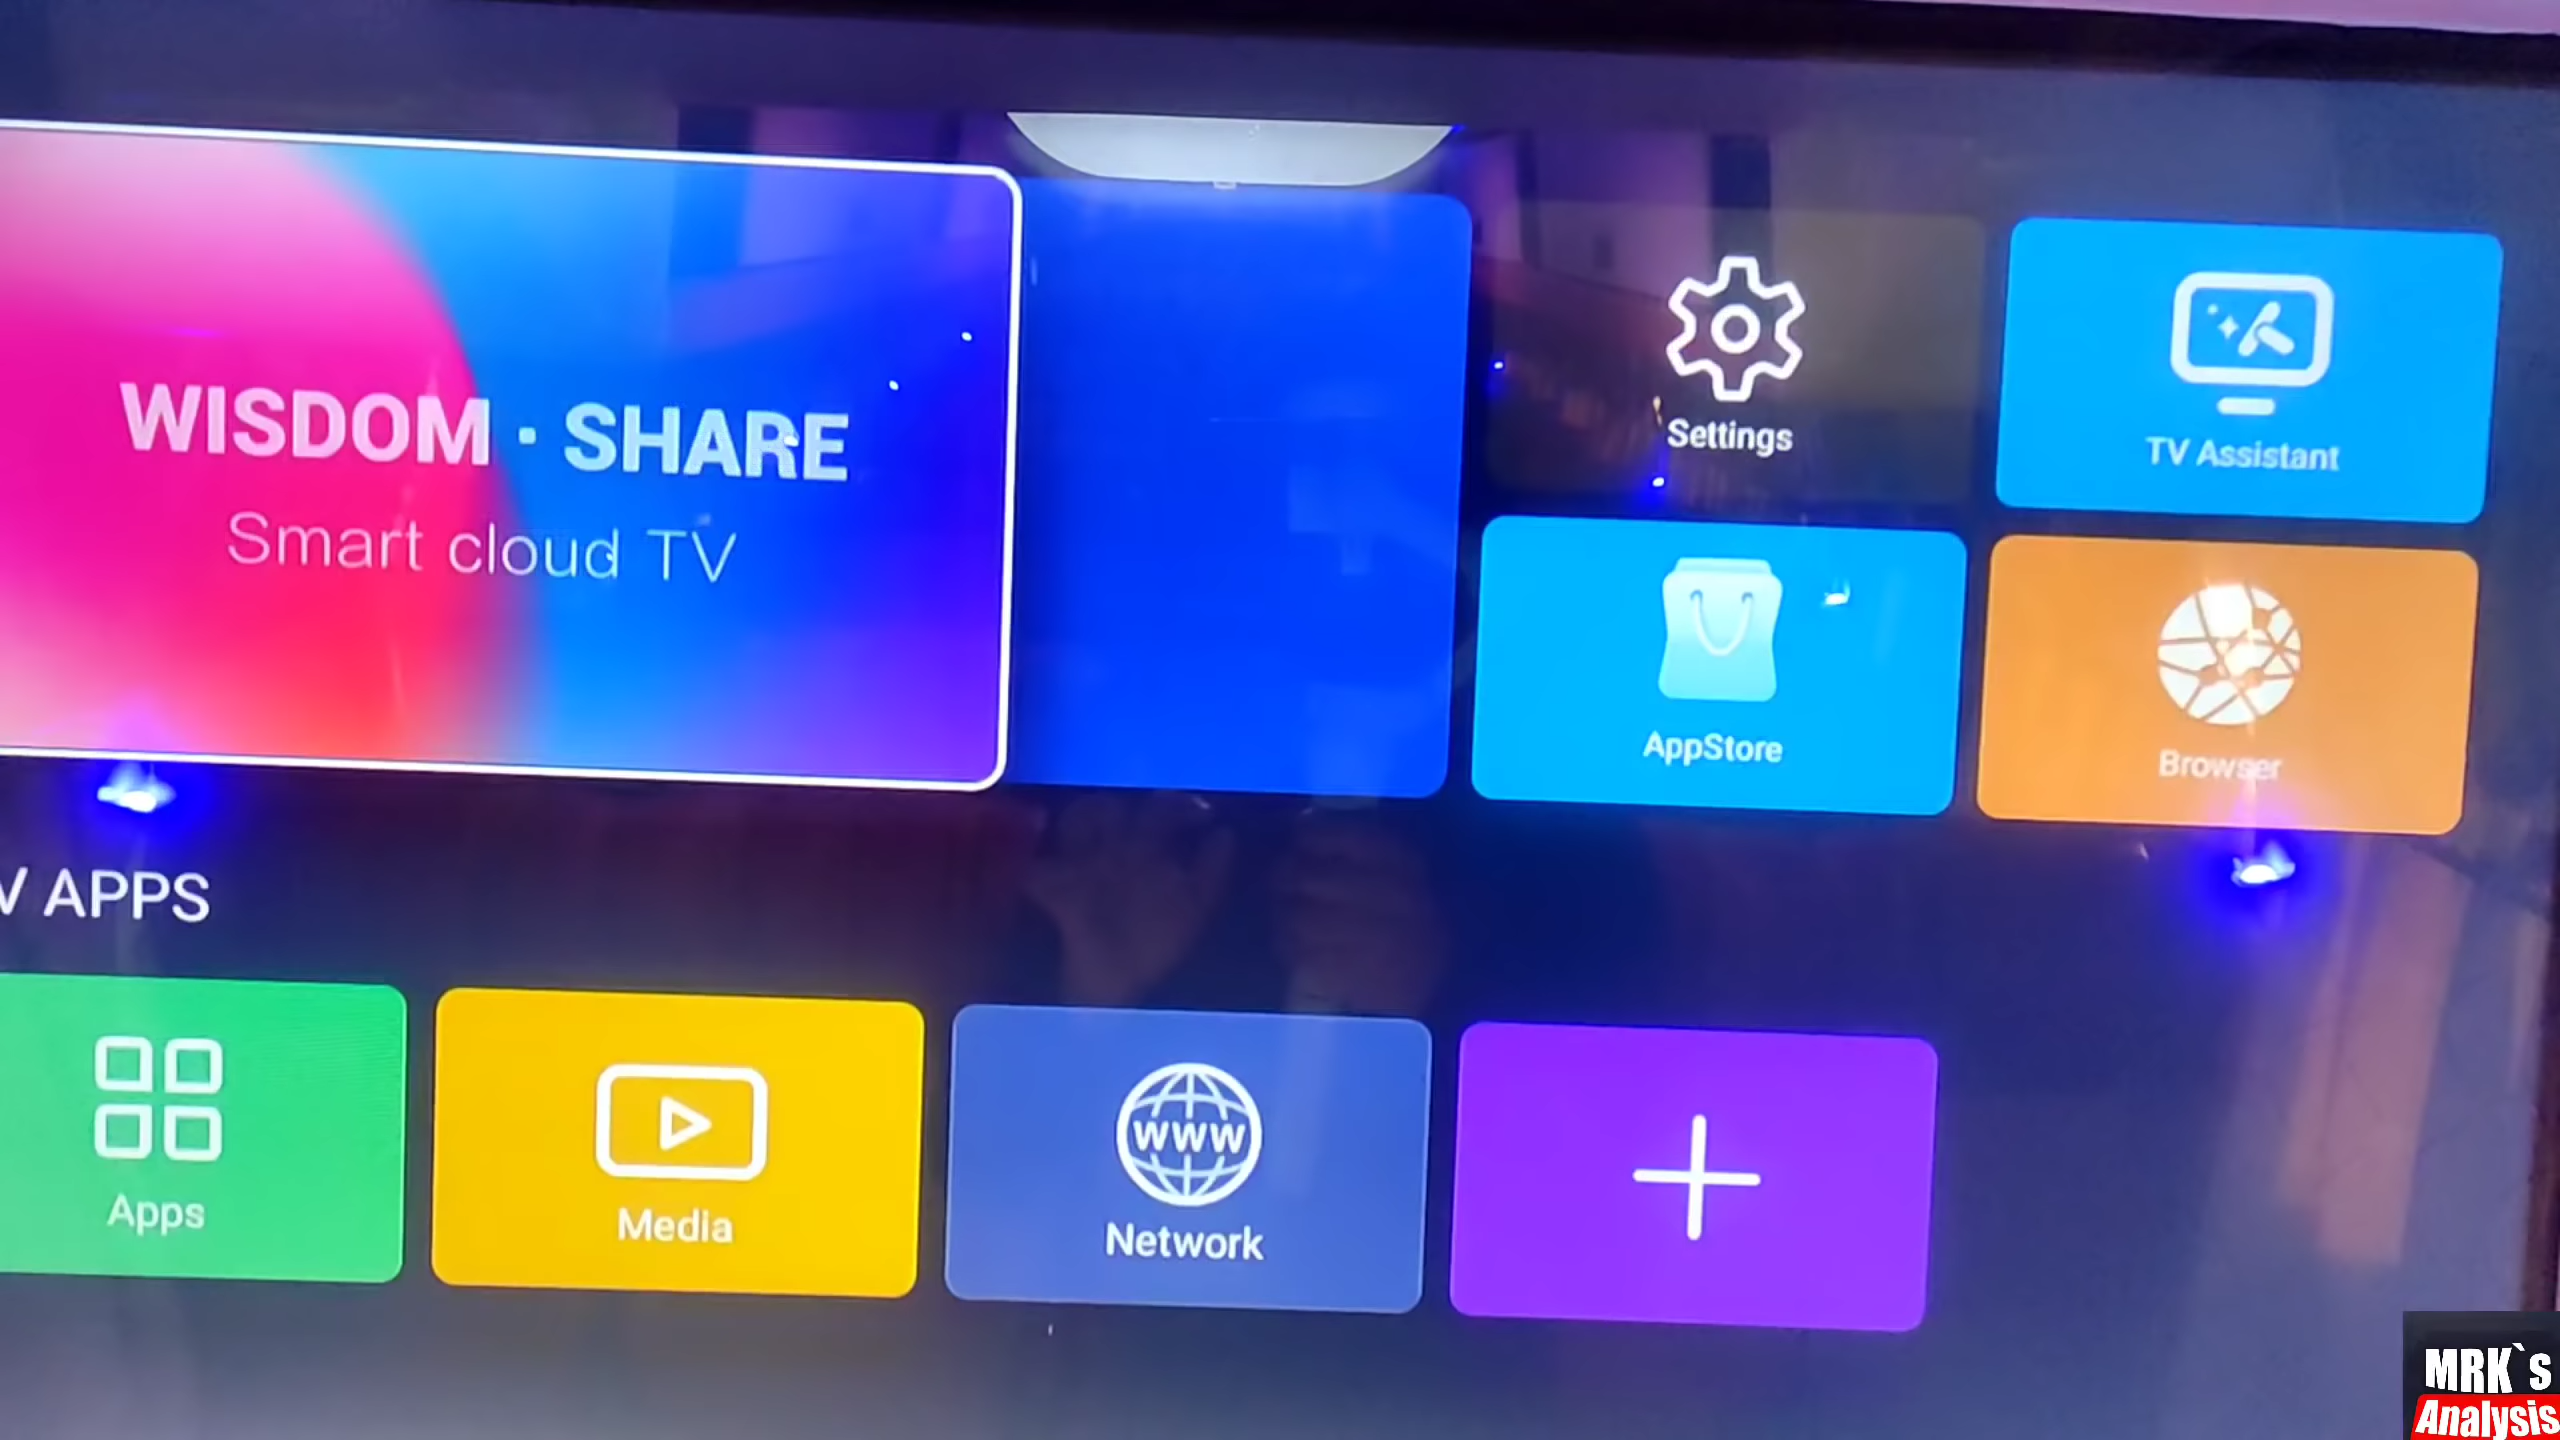 WISDOM · SHARE
Smart cloud TV
Settings
TV Assistant
AppStore
Browser
V APPS
Apps
Media
WWW
Network
MRK`s
Analysis